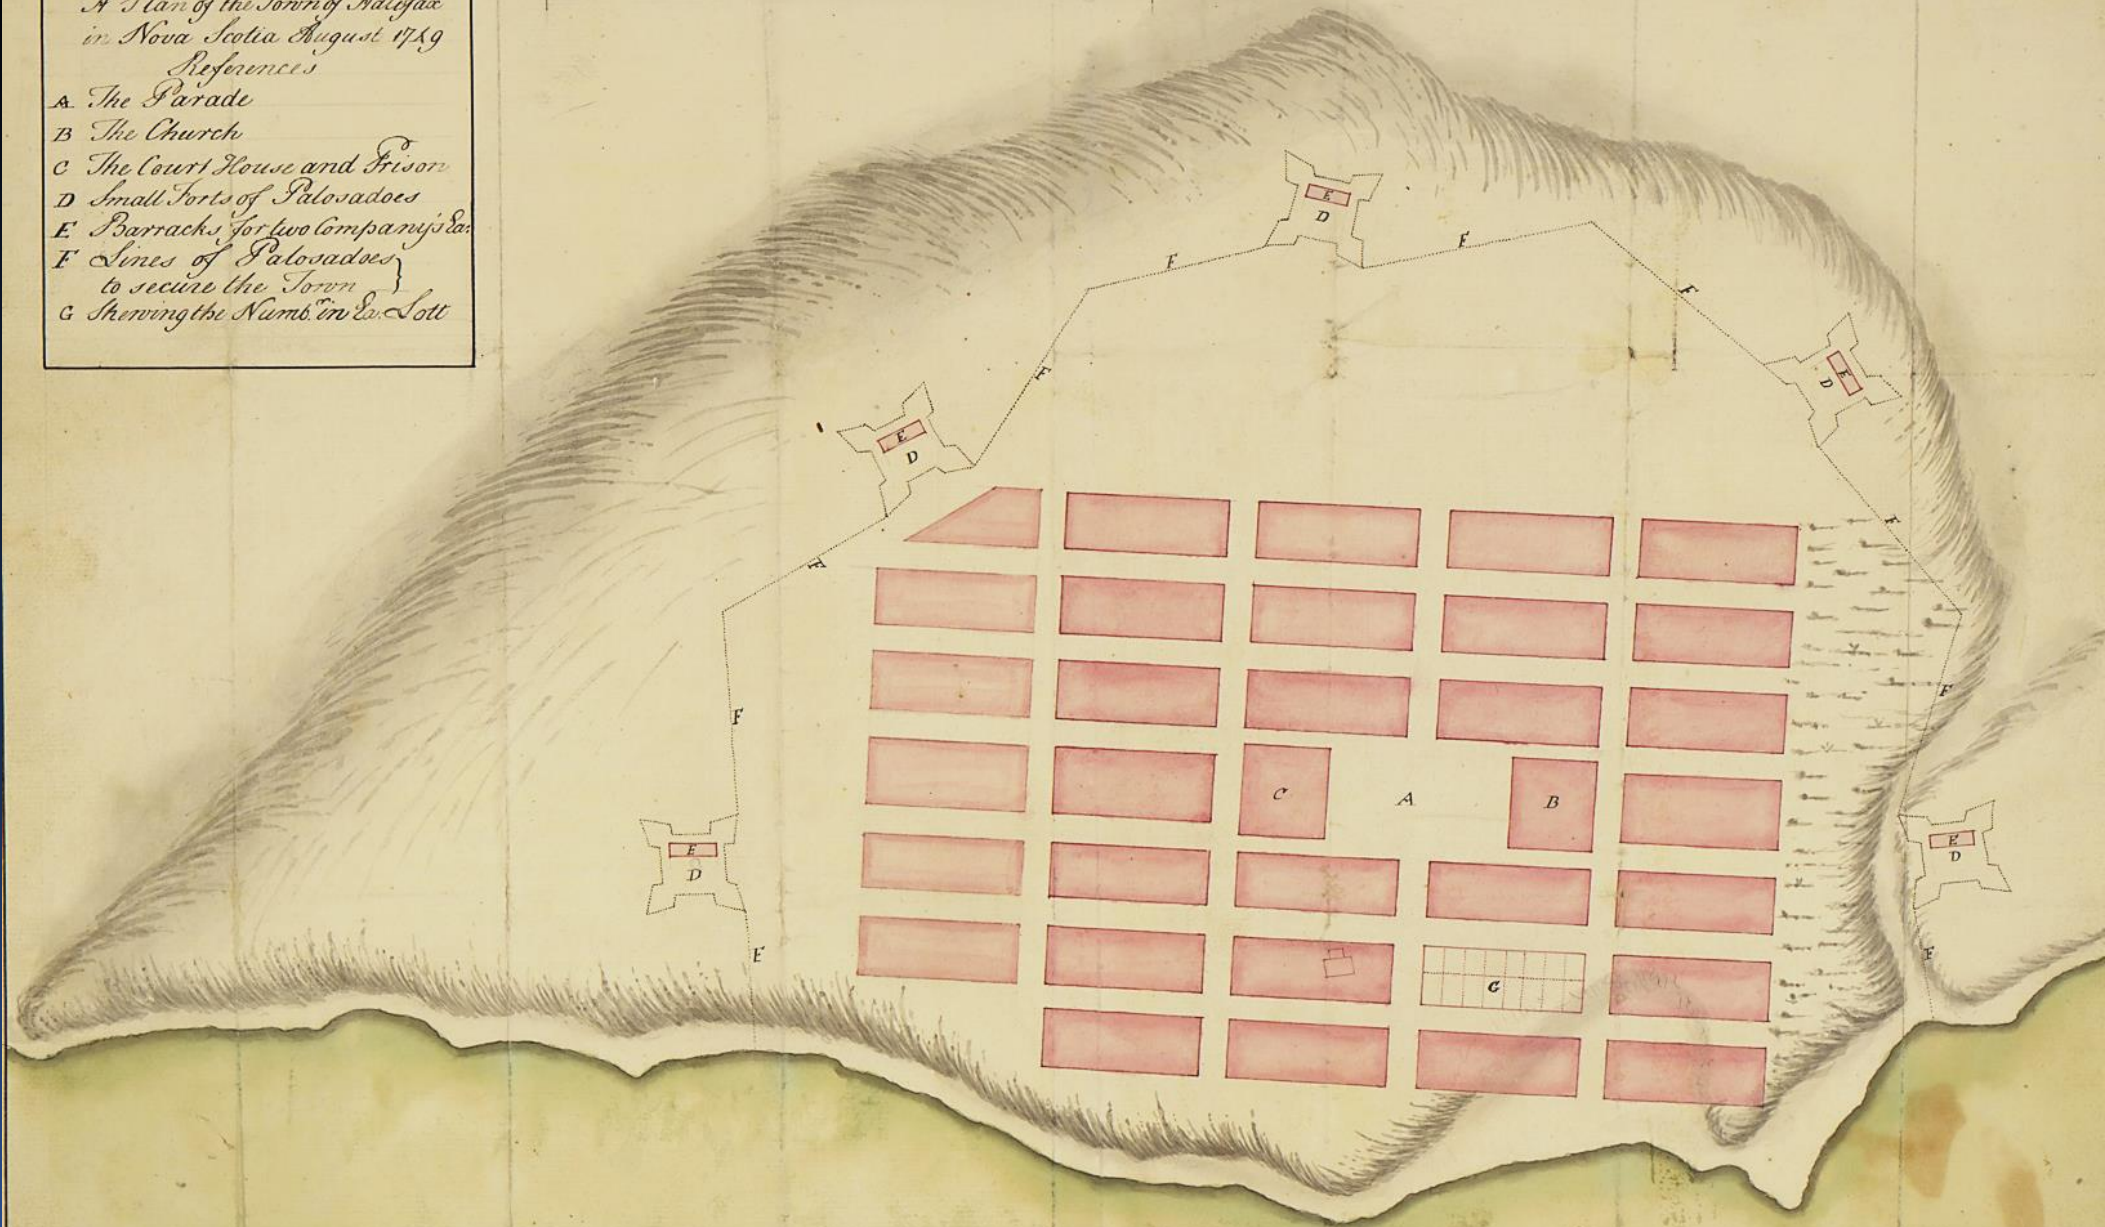 A Plan of the Town of Halifax
in Nova Scotia August 1749
References
A The Parade
B The Church
C The Court House and Prison
D Small Forts of Palosadoes
E Barracks for two Company's Ea:
F Lines of Palosadoes }
to secure the Town
G Shewing the Numbr. in Ea: Lott
E
D
F
F
F
F
E
D
E
D
F
F
F
F
C
A
B
E
D
E
D
F
F
G